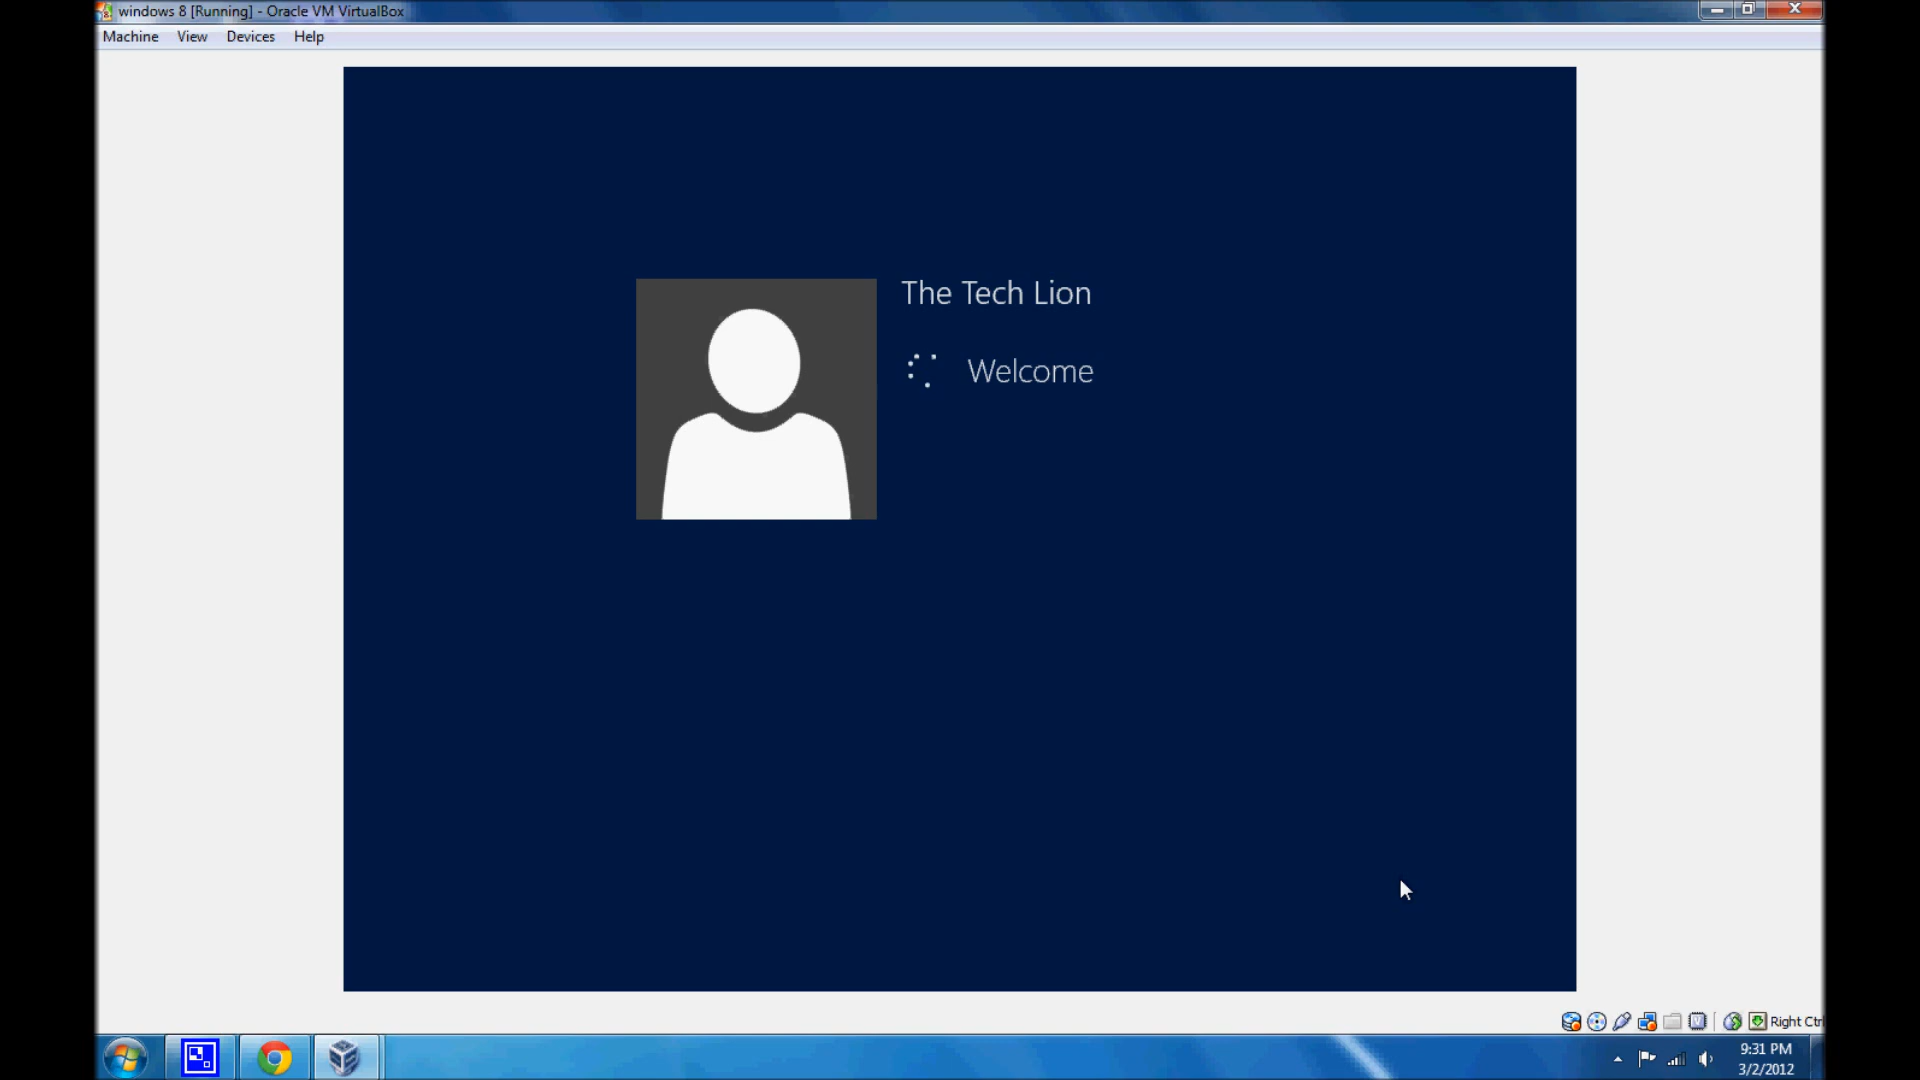 windows 8 [Running] - Oracle VM VirtualBox
Machine View Devices Help
The Tech Lion
Welcome
Right Ctrl
9:31 PM
3/2/2012